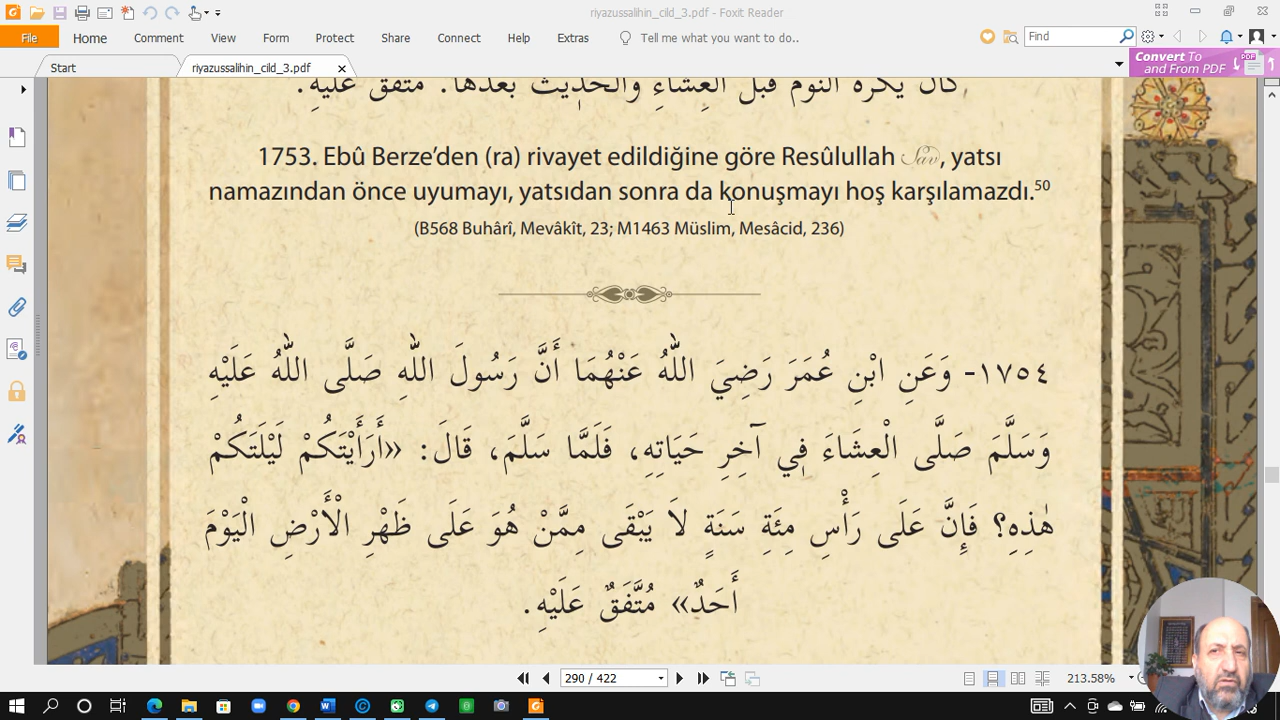 riyazussalihin_cild_3.pdf - Foxit Reader
File Home Comment View Form Protect Share Connect Help Extras Tell me what you want to do.. Find
Start riyazussalihin_cild_3.pdf Convert To
and From PDF
PDF
كَانَ يَكْرَهُ النَّوْمَ قَبْلَ الْعِشَاءِ وَالْحَدِيثَ بَعْدَهَا. مُتَّفَقٌ عَلَيْهِ.
1753. Ebû Berze’den (ra) rivayet edildiğine göre Resûlullah Sav, yatsı
namazından önce uyumayı, yatsıdan sonra da konuşmayı hoş karşılamazdı.50
(B568 Buhârî, Mevâkît, 23; M1463 Müslim, Mesâcid, 236)
١٧٥٤- وَعَنِ ابْنِ عُمَرَ رَضِيَ اللّٰهُ عَنْهُمَا أَنَّ رَسُولَ اللّٰهِ صَلَّى اللّٰهُ عَلَيْهِ
وَسَلَّمَ صَلَّى الْعِشَاءَ فِي آخِرِ حَيَاتِهِ، فَلَمَّا سَلَّمَ، قَالَ: «أَرَأَيْتَكُمْ لَيْلَتَكُمْ
هٰذِهِ؟ فَإِنَّ عَلَى رَأْسِ مِئَةِ سَنَةٍ لاَ يَبْقَى مِمَّنْ هُوَ عَلَى ظَهْرِ الْأَرْضِ الْيَوْمَ
أَحَدٌ» مُتَّفَقٌ عَلَيْهِ.
290 / 422 213.58%